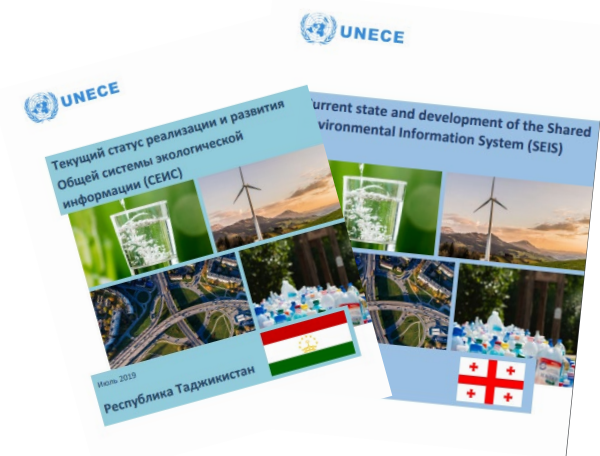 UNECE
Текущий статус реализации и развития
Общей системы экологической
информации (СЕИС)
Июль 2019
Республика Таджикистан
UNECE
Current state and development of the Shared
Environmental Information System (SEIS)